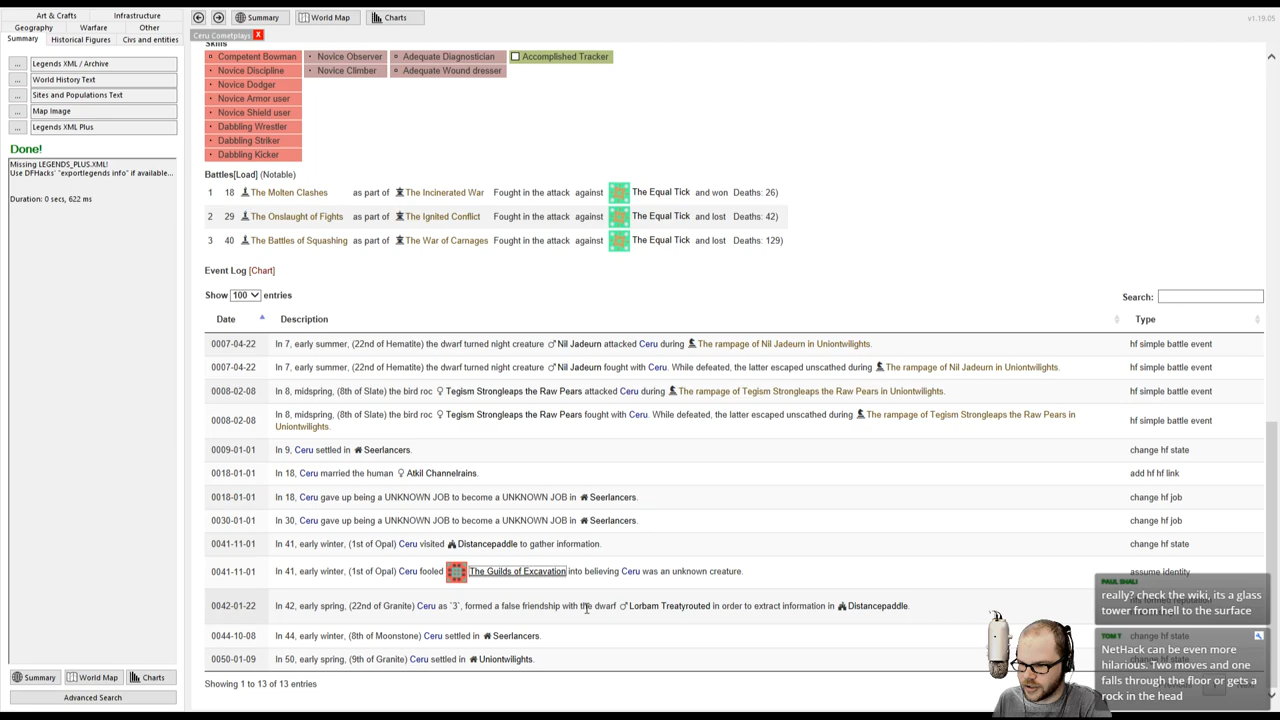 Art & Crafts Infrastructure
Geography Warfare Other
Summary Historical Figures Civs and entities
... Legends XML / Archive
... World History Text
... Sites and Populations Text
... Map Image
... Legends XML Plus
Done!
Missing LEGENDS_PLUS.XML!
Use DFHacks' "exportlegends info" if available...
Duration: 0 secs, 622 ms
Summary World Map Charts
Advanced Search
Summary World Map Charts
v1.19.05
Ceru Cometplays X
Skills
Competent Bowman Novice Observer Adequate Diagnostician Accomplished Tracker
Novice Discipline Novice Climber Adequate Wound dresser
Novice Dodger
Novice Armor user
Novice Shield user
Dabbling Wrestler
Dabbling Striker
Dabbling Kicker
Battles[Load] (Notable)
1 18 The Molten Clashes as part of The Incinerated War Fought in the attack against The Equal Tick and won Deaths: 26)
2 29 The Onslaught of Fights as part of The Ignited Conflict Fought in the attack against The Equal Tick and lost Deaths: 42)
3 40 The Battles of Squashing as part of The War of Carnages Fought in the attack against The Equal Tick and lost Deaths: 129)
Event Log [Chart]
Show 100 entries Search:
Date Description Type
0007-04-22 In 7, early summer, (22nd of Hematite) the dwarf turned night creature ♂ Nil Jadeurn attacked Ceru during The rampage of Nil Jadeurn in Uniontwilights. hf simple battle event
0007-04-22 In 7, early summer, (22nd of Hematite) the dwarf turned night creature ♂ Nil Jadeurn fought with Ceru. While defeated, the latter escaped unscathed during The rampage of Nil Jadeurn in Uniontwilights. hf simple battle event
0008-02-08 In 8, midspring, (8th of Slate) the bird roc ♀ Tegism Strongleaps the Raw Pears attacked Ceru during The rampage of Tegism Strongleaps the Raw Pears in Uniontwilights. hf simple battle event
0008-02-08 In 8, midspring, (8th of Slate) the bird roc ♀ Tegism Strongleaps the Raw Pears fought with Ceru. While defeated, the latter escaped unscathed during The rampage of Tegism Strongleaps the Raw Pears in hf simple battle event
Uniontwilights.
0009-01-01 In 9, Ceru settled in Seerlancers. change hf state
0018-01-01 In 18, Ceru married the human ♀ Atkil Channelrains. add hf hf link
0018-01-01 In 18, Ceru gave up being a UNKNOWN JOB to become a UNKNOWN JOB in Seerlancers. change hf job
0030-01-01 In 30, Ceru gave up being a UNKNOWN JOB to become a UNKNOWN JOB in Seerlancers. change hf job
0041-11-01 In 41, early winter, (1st of Opal) Ceru visited Distancepaddle to gather information. change hf state
0041-11-01 In 41, early winter, (1st of Opal) Ceru fooled The Guilds of Excavation into believing Ceru was an unknown creature. assume identity
0042-01-22 In 42, early spring, (22nd of Granite) Ceru as `3`, formed a false friendship with the dwarf ♂ Lorbam Treatyrouted in order to extract information in Distancepaddle.
0044-10-08 In 44, early winter, (8th of Moonstone) Ceru settled in Seerlancers. change hf state
0050-01-09 In 50, early spring, (9th of Granite) Ceru settled in Uniontwilights. change hf state
Showing 1 to 13 of 13 entries
PAUL SHALI
really? check the wiki, its a glass
tower from hell to the surface
TOM T
NetHack can be even more
hilarious. Two moves and one
falls through the floor or gets a
rock in the head